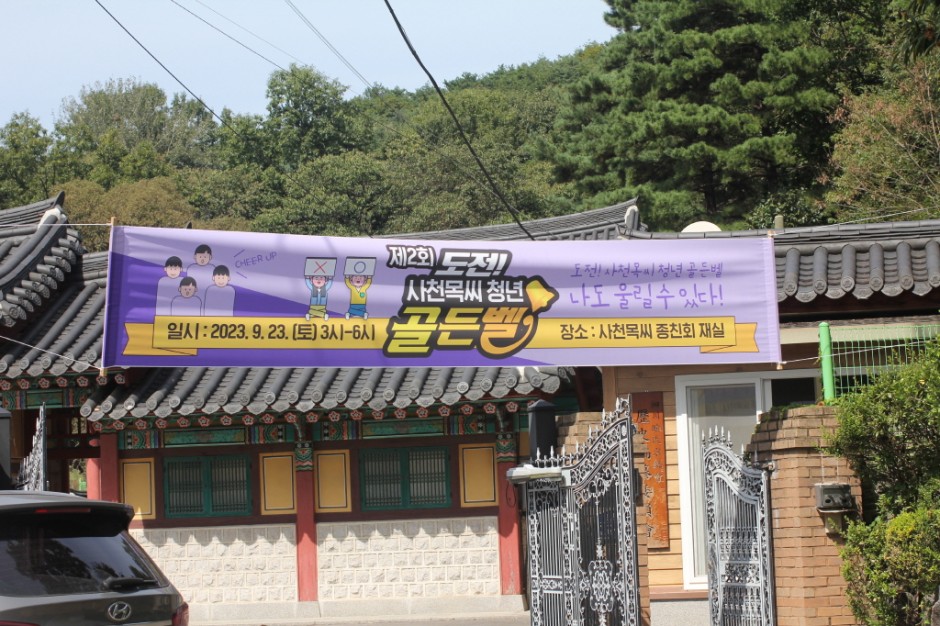 제2회 도전!
사천목씨 청년
골든벨
CHEER UP
도전! 사천목씨 청년 골든벨
나도 울릴 수 있다!
일시 : 2023. 9. 23. (토) 3시-6시
장소 : 사천목씨 종친회 재실